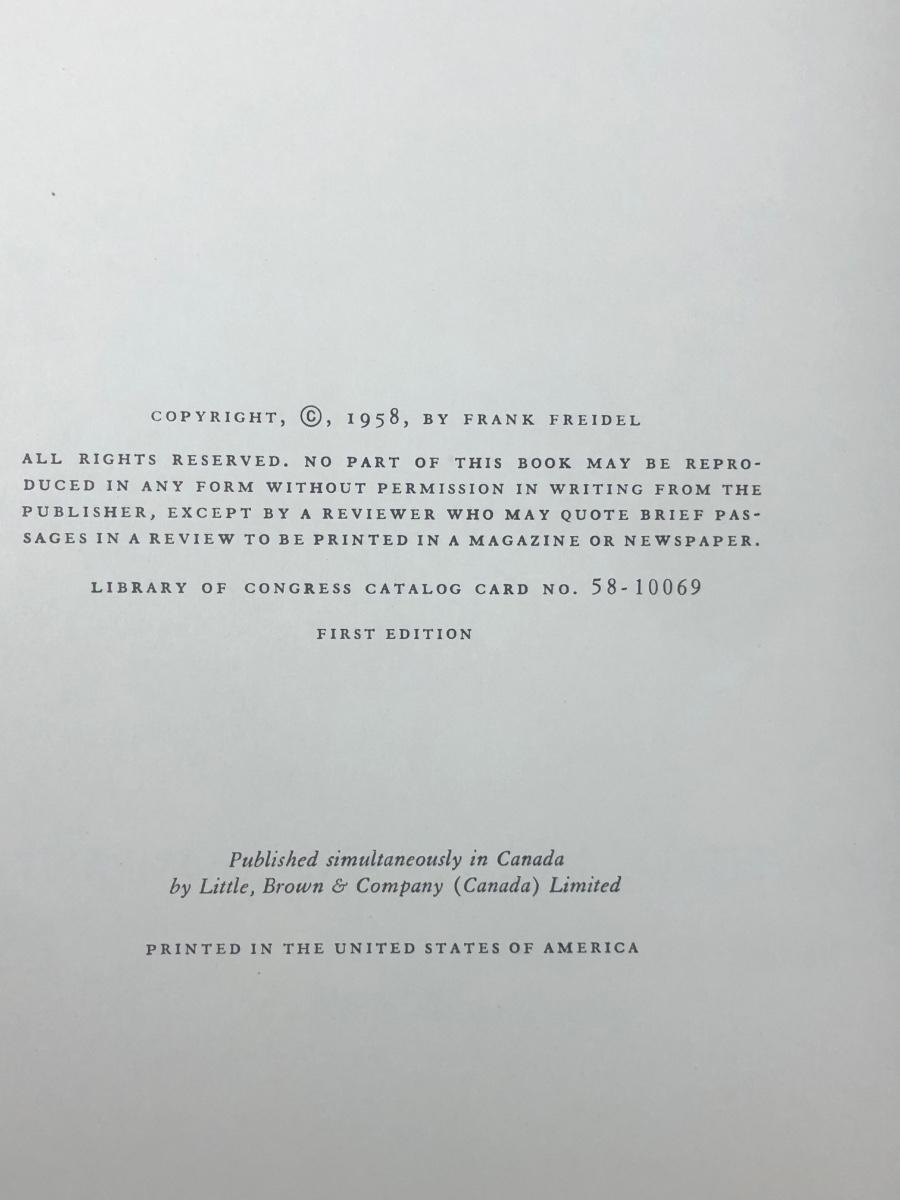 COPYRIGHT, ©, 1958, BY FRANK FREIDEL
ALL RIGHTS RESERVED. NO PART OF THIS BOOK MAY BE REPRO-
DUCED IN ANY FORM WITHOUT PERMISSION IN WRITING FROM THE
PUBLISHER, EXCEPT BY A REVIEWER WHO MAY QUOTE BRIEF PAS-
SAGES IN A REVIEW TO BE PRINTED IN A MAGAZINE OR NEWSPAPER.
LIBRARY OF CONGRESS CATALOG CARD NO. 58-10069
FIRST EDITION
Published simultaneously in Canada
by Little, Brown & Company (Canada) Limited
PRINTED IN THE UNITED STATES OF AMERICA